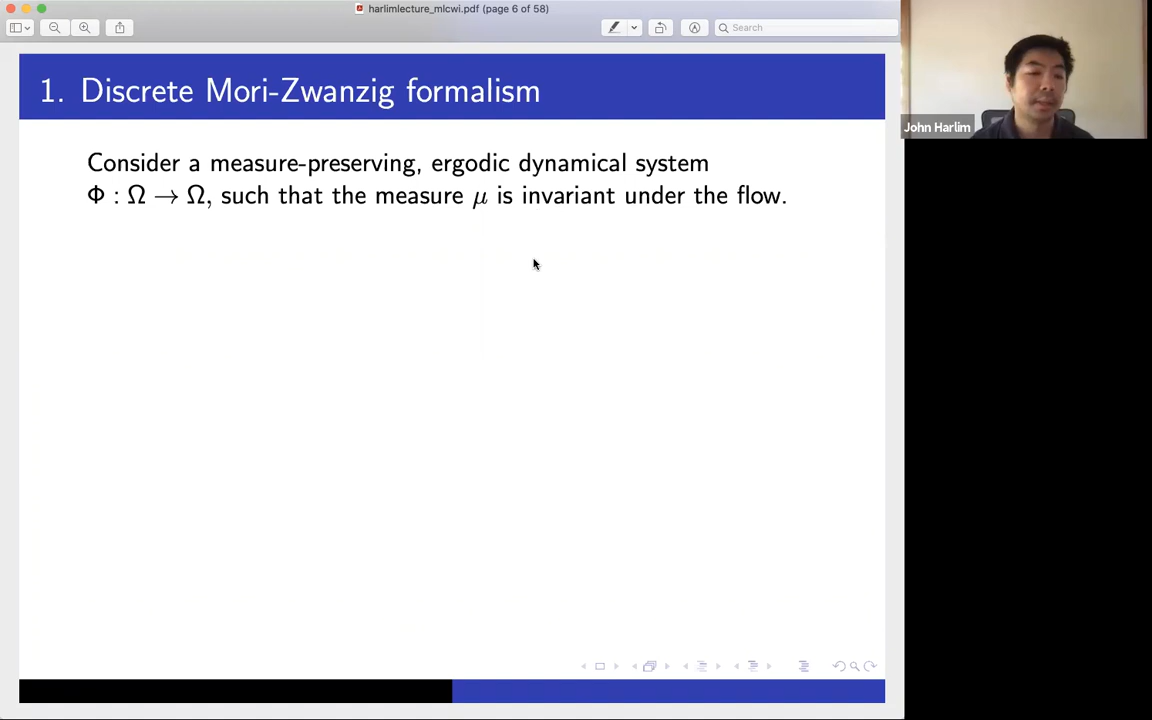 harlimlecture_mlcwi.pdf (page 6 of 58)
Search
1. Discrete Mori-Zwanzig formalism
Consider a measure-preserving, ergodic dynamical system
Φ : Ω → Ω, such that the measure μ is invariant under the flow.
John Harlim